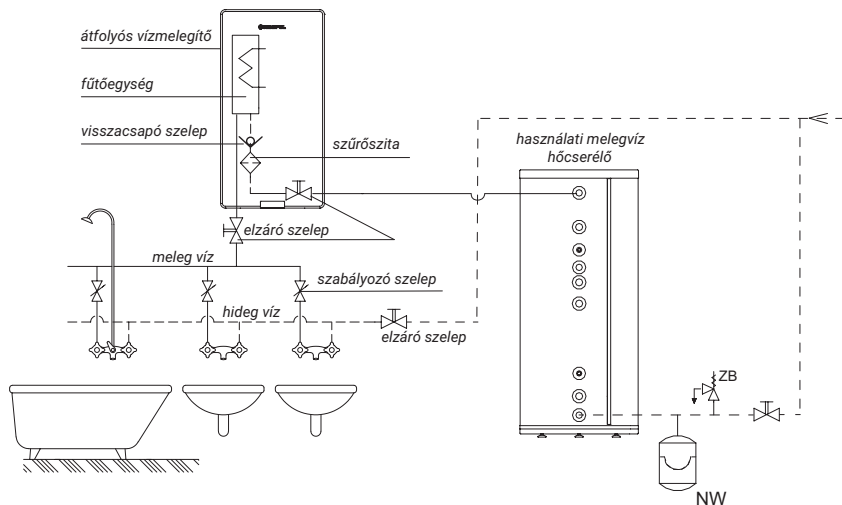 átfolyós vízmelegítő
fűtőegység
visszacsapó szelep
szűrőszita
használati melegvíz
hőcserélő
elzáró szelep
meleg víz
szabályozó szelep
hideg víz
elzáró szelep
ZB
NW